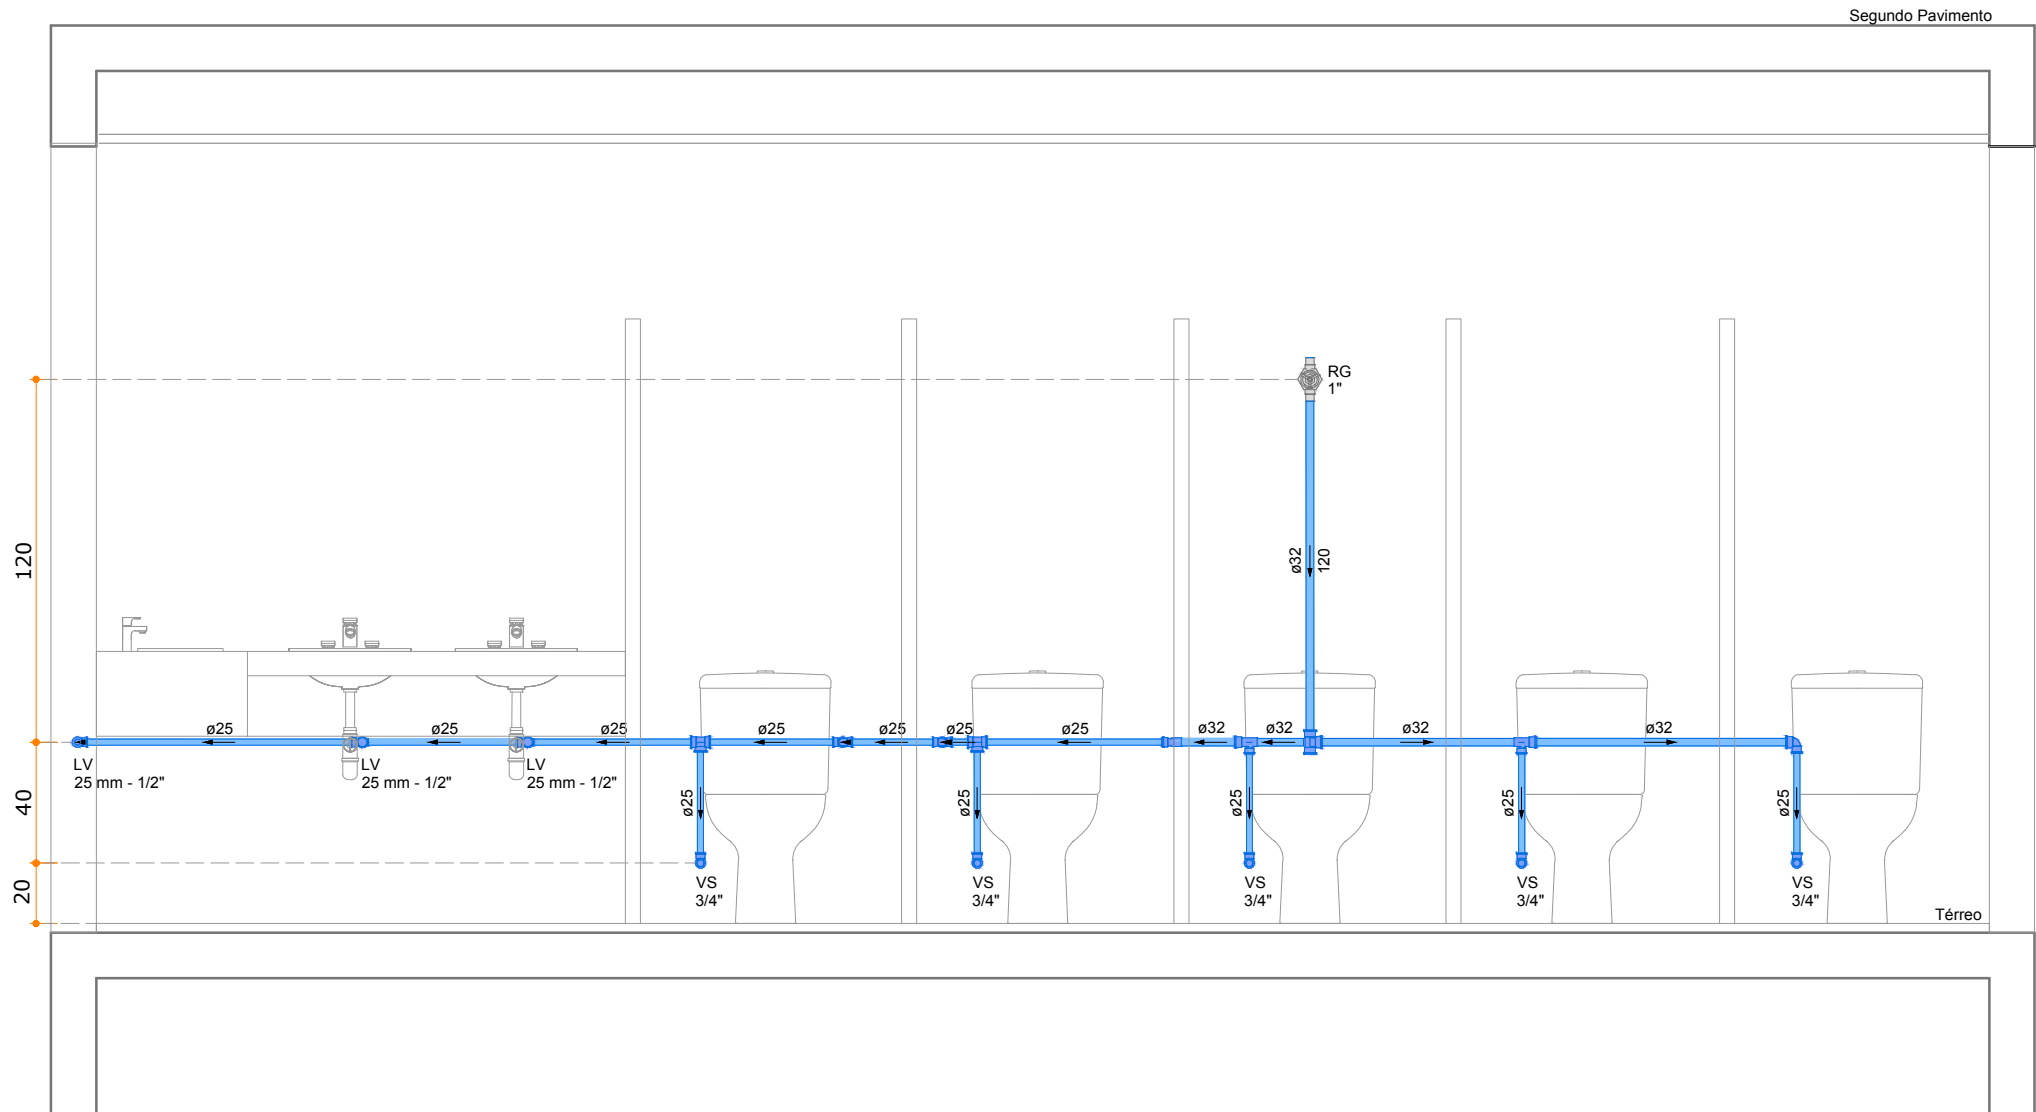 Segundo Pavimento
RG
1"
120
ø32
120
ø25
ø25
ø25
ø25
ø25
ø25
ø25
ø32
ø32
ø32
ø32
LV
25 mm - 1/2"
LV
25 mm - 1/2"
LV
25 mm - 1/2"
40
ø25
ø25
ø25
ø25
ø25
20
VS
3/4"
VS
3/4"
VS
3/4"
VS
3/4"
VS
3/4"
Térreo